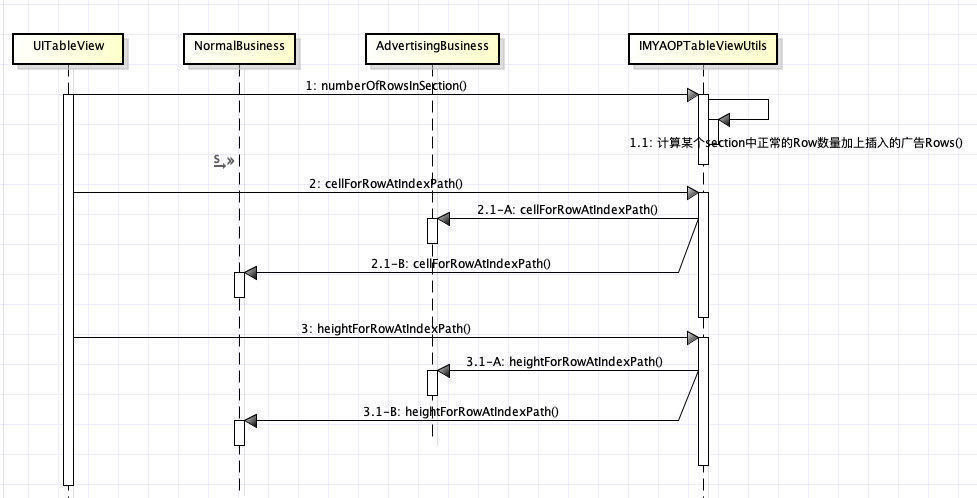 UITableView
NormalBusiness
AdvertisingBusiness
IMYAOPTableViewUtils
1: numberOfRowsInSection()
1.1: 计算某个section中正常的Row数量加上插入的广告Rows()
S
2: cellForRowAtIndexPath()
2.1-A: cellForRowAtIndexPath()
2.1-B: cellForRowAtIndexPath()
3: heightForRowAtIndexPath()
3.1-A: heightForRowAtIndexPath()
3.1-B: heightForRowAtIndexPath()